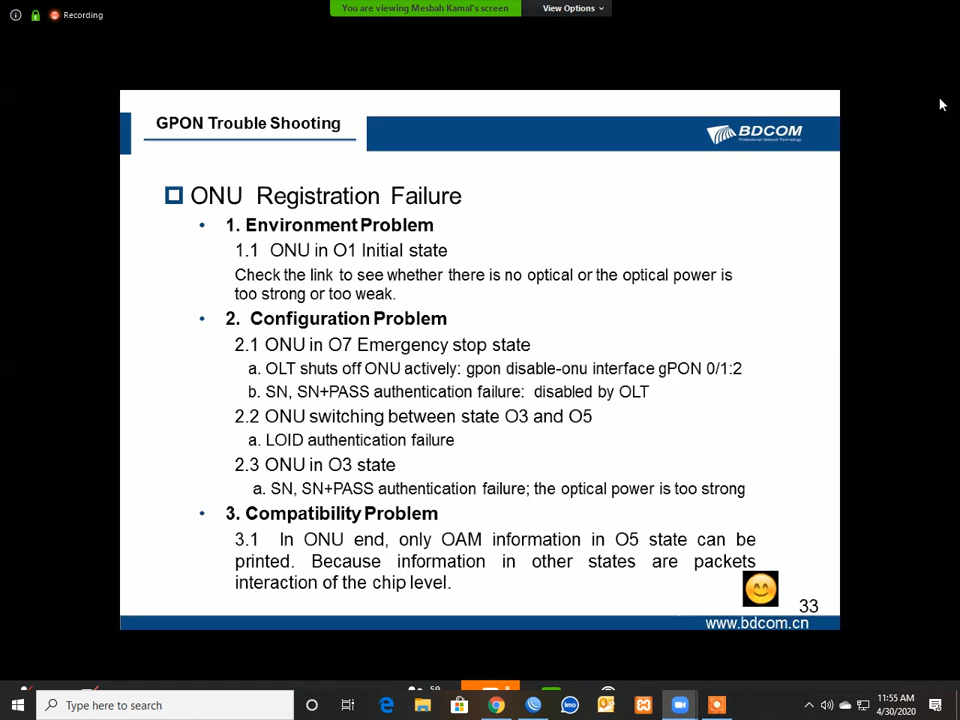 Recording
You are viewing Mesbah Kamal's screen
View Options
GPON Trouble Shooting
BDCOM
Professional Network Technology
ONU Registration Failure
• 1. Environment Problem
1.1 ONU in O1 Initial state
Check the link to see whether there is no optical or the optical power is
too strong or too weak.
• 2. Configuration Problem
2.1 ONU in O7 Emergency stop state
a. OLT shuts off ONU actively: gpon disable-onu interface gPON 0/1:2
b. SN, SN+PASS authentication failure: disabled by OLT
2.2 ONU switching between state O3 and O5
a. LOID authentication failure
2.3 ONU in O3 state
a. SN, SN+PASS authentication failure; the optical power is too strong
• 3. Compatibility Problem
3.1 In ONU end, only OAM information in O5 state can be
printed. Because information in other states are packets
interaction of the chip level.
33
www.bdcom.cn
Type here to search
imo
11:55 AM
4/30/2020